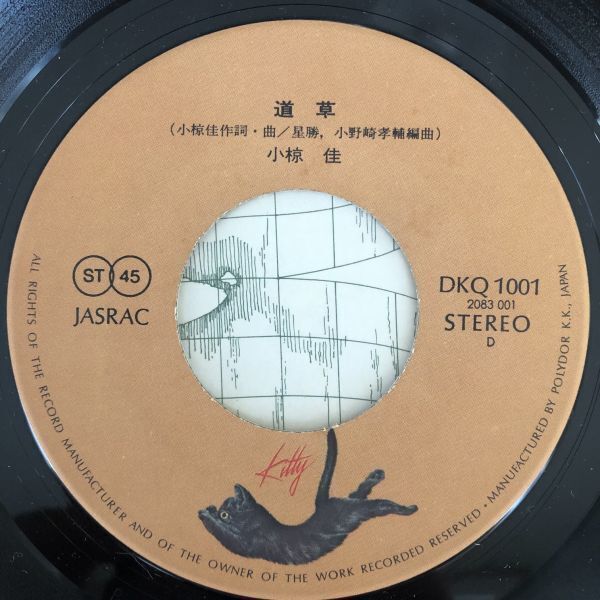 道草
(小椋佳作詞・曲／星勝，小野崎孝輔編曲)
小椋 佳
ST 45
JASRAC
DKQ 1001
2083 001
STEREO
D
Kitty
ALL RIGHTS OF THE RECORD MANUFACTURER AND OF THE OWNER OF THE WORK RECORDED RESERVED • MANUFACTURED BY POLYDOR K.K., JAPAN